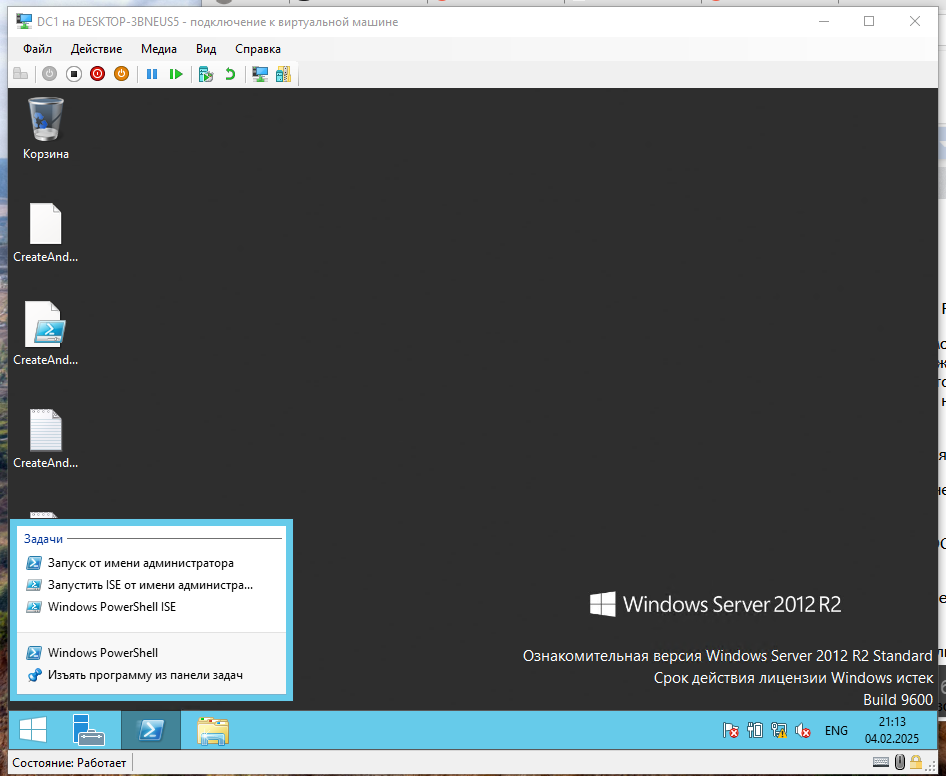 DC1 на DESKTOP-3BNEUS5 - подключение к виртуальной машине
Файл Действие Медиа Вид Справка
Корзина
CreateAnd...
CreateAnd...
CreateAnd...
Задачи
Запуск от имени администратора
Запустить ISE от имени администра...
Windows PowerShell ISE
Windows PowerShell
Изъять программу из панели задач
Windows Server 2012 R2
Ознакомительная версия Windows Server 2012 R2 Standard
Срок действия лицензии Windows истек
Build 9600
ENG
21:13
04.02.2025
Состояние: Работает